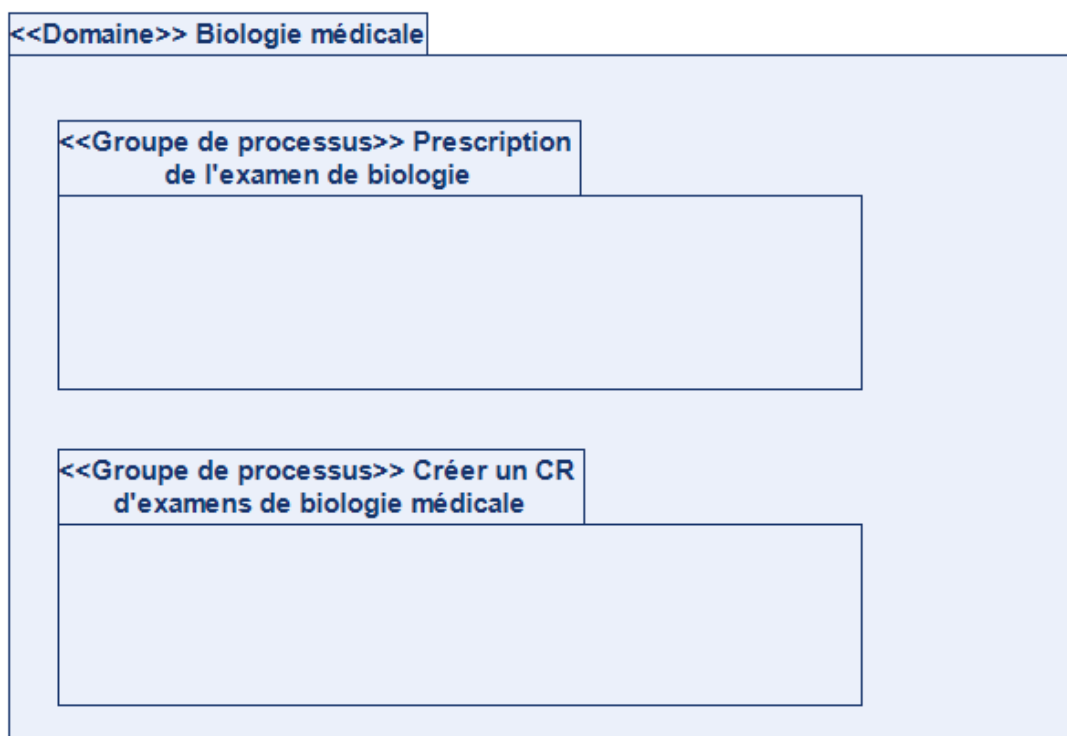 <<Domaine>> Biologie médicale
<<Groupe de processus>> Prescription
de l'examen de biologie
<<Groupe de processus>> Créer un CR
d'examens de biologie médicale